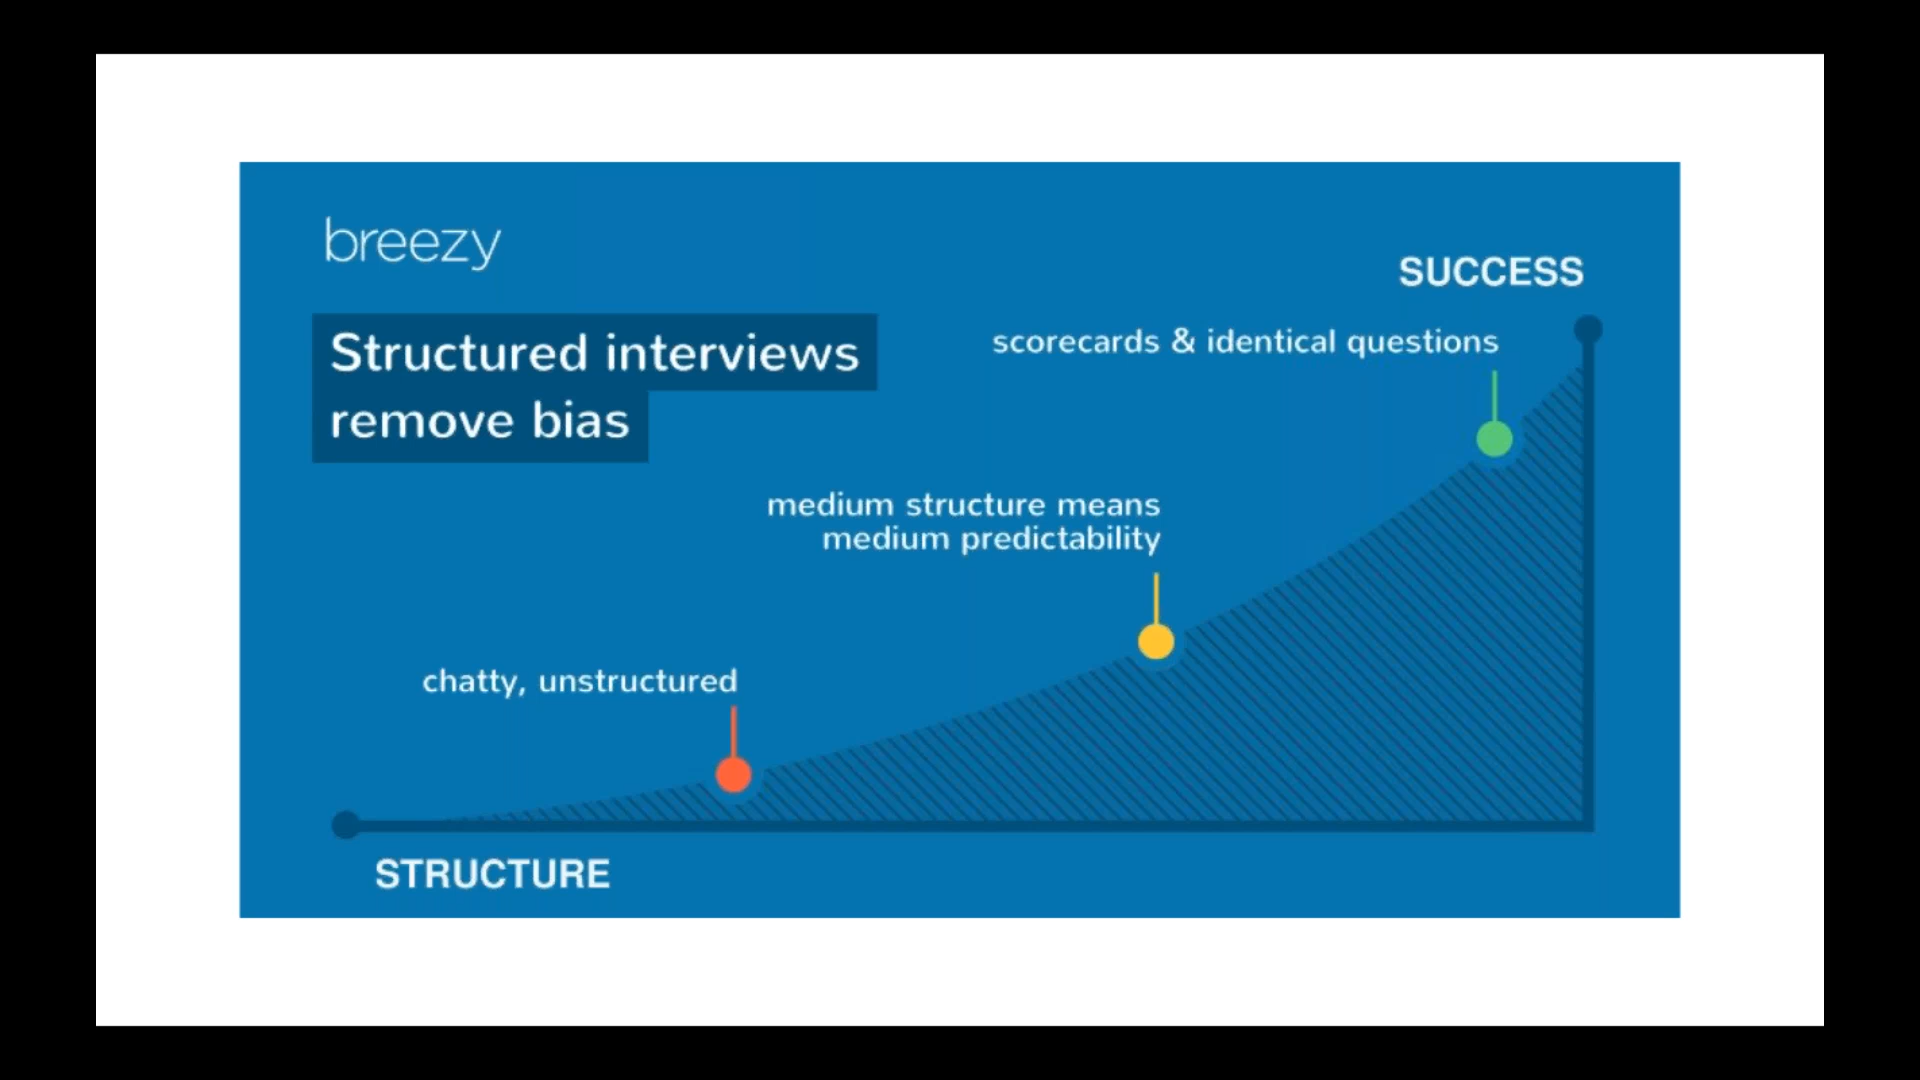 breezy
Structured interviews
remove bias
SUCCESS
scorecards & identical questions
medium structure means
medium predictability
chatty, unstructured
STRUCTURE